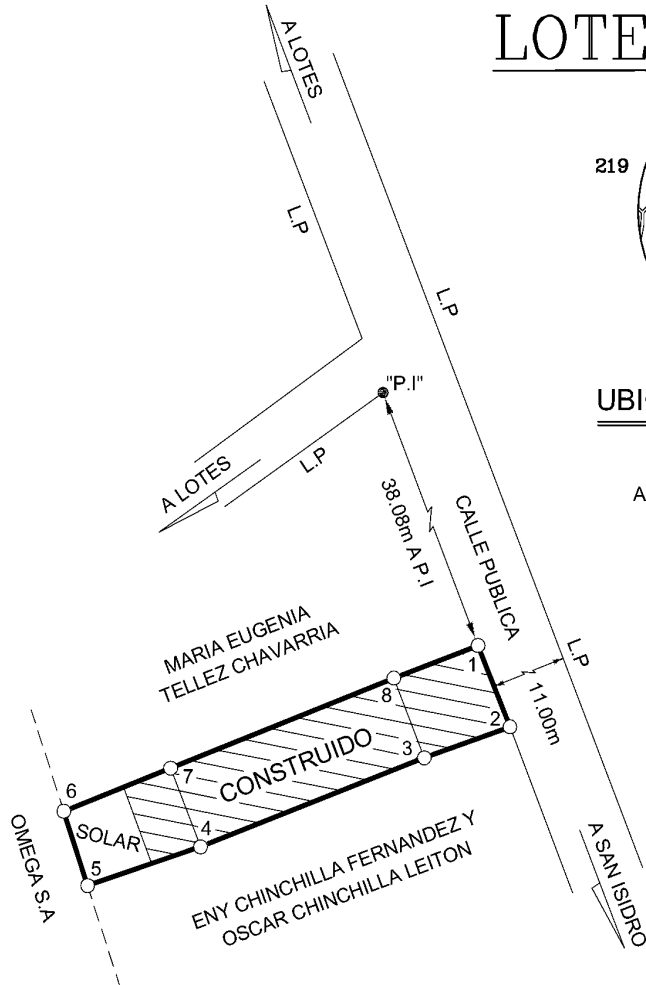 LOTE
A LOTES
219
L.P
L.P
"P.I"
UBI
L.P
A LOTES
A
38.08m A P.I
CALLE PUBLICA
MARIA EUGENIA
TELLEZ CHAVARRIA
L.P
1
8
11.00m
2
3
7
CONSTRUIDO
6
SOLAR
4
5
OMEGA S.A
ENY CHINCHILLA FERNANDEZ Y
OSCAR CHINCHILLA LEITON
A SAN ISIDRO